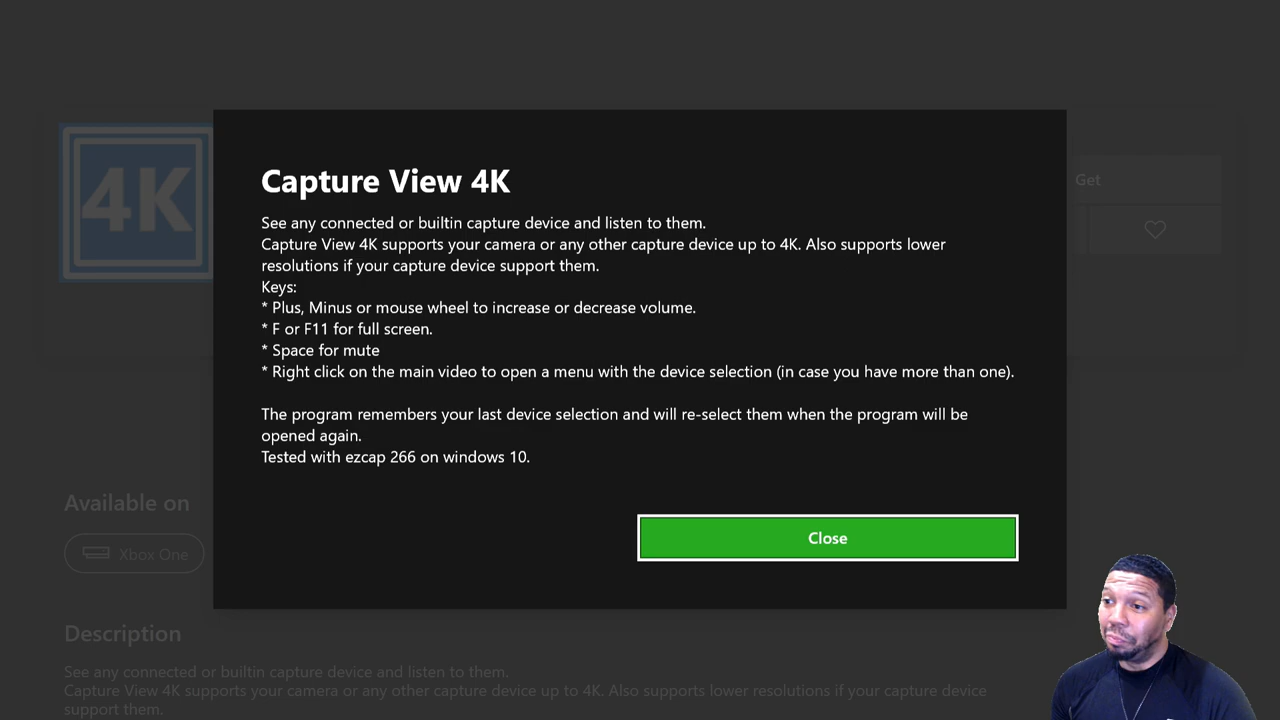 4K
Capture View 4K
See any connected or builtin capture device and listen to them.
Capture View 4K supports your camera or any other capture device up to 4K. Also supports lower
resolutions if your capture device support them.
Keys:
* Plus, Minus or mouse wheel to increase or decrease volume.
* F or F11 for full screen.
* Space for mute
* Right click on the main video to open a menu with the device selection (in case you have more than one).
The program remembers your last device selection and will re-select them when the program will be
opened again.
Tested with ezcap 266 on windows 10.
Close
Get
Available on
Xbox One
Description
See any connected or builtin capture device and listen to them.
Capture View 4K supports your camera or any other capture device up to 4K. Also supports lower resolutions if your capture device
support them.